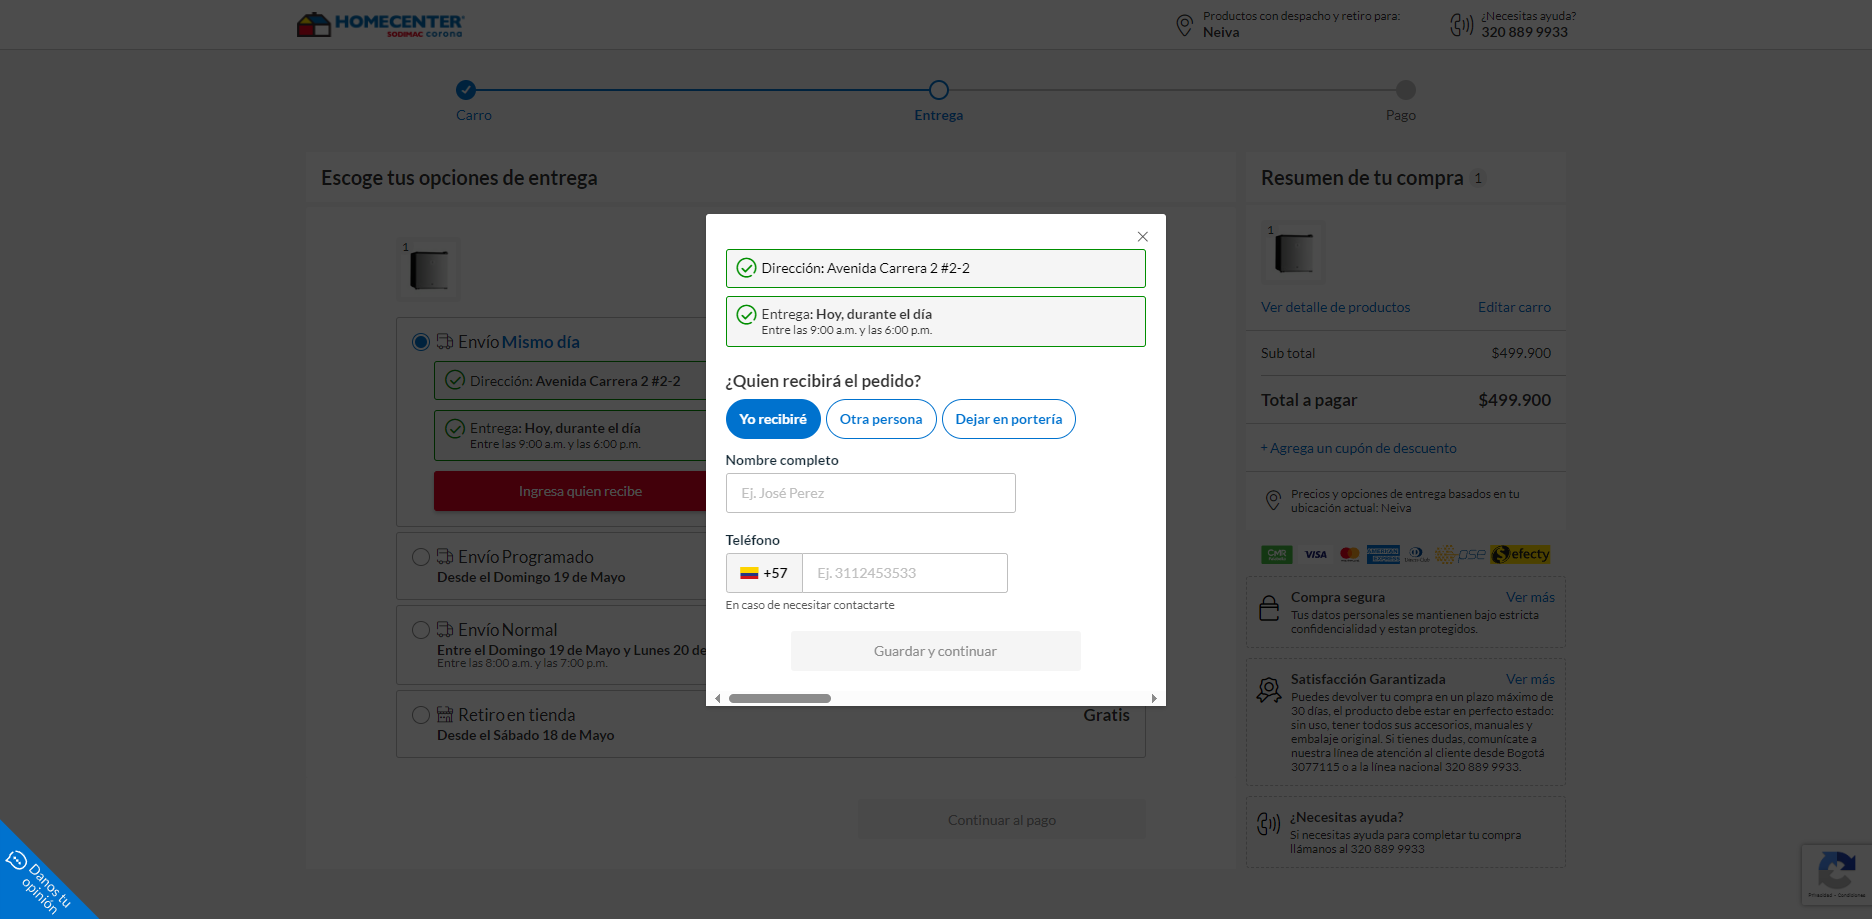 HOMECENTER
SODIMAC corona
Productos con despacho y retiro para:
Neiva
¿Necesitas ayuda?
320 889 9933
Carro
Entrega
Pago
Escoge tus opciones de entrega
1
Envío Mismo día
Dirección: Avenida Carrera 2 #2-2
Entrega: Hoy, durante el día
Entre las 9:00 a.m. y las 6:00 p.m.
Ingresa quien recibe
Envío Programado
Desde el Domingo 19 de Mayo
Envío Normal
Entre el Domingo 19 de Mayo y Lunes 20 de
Entre las 8:00 a.m. y las 7:00 p.m.
Retiro en tienda
Gratis
Desde el Sábado 18 de Mayo
Continuar al pago
Dirección: Avenida Carrera 2 #2-2
Entrega: Hoy, durante el día
Entre las 9:00 a.m. y las 6:00 p.m.
¿Quien recibirá el pedido?
Yo recibiré
Otra persona
Dejar en portería
Nombre completo
Ej. José Perez
Teléfono
+57
Ej. 3112453533
En caso de necesitar contactarte
Guardar y continuar
Resumen de tu compra 1
1
Ver detalle de productos
Editar carro
Sub total
$499.900
Total a pagar
$499.900
+ Agrega un cupón de descuento
Precios y opciones de entrega basados en tu
ubicación actual: Neiva
CMR
VISA
AMERICAN EXPRESS
pse
efecty
Compra segura
Ver más
Tus datos personales se mantienen bajo estricta
confidencialidad y estan protegidos.
Satisfacción Garantizada
Ver más
Puedes devolver tu compra en un plazo máximo de
30 días, el producto debe estar en perfecto estado:
sin uso, tener todos sus accesorios, manuales y
embalaje original. Si tienes dudas, comunícate a
nuestra línea de atención al cliente desde Bogotá
3077115 o a la línea nacional 320 889 9933.
¿Necesitas ayuda?
Si necesitas ayuda para completar tu compra
llámanos al 320 889 9933
Danos tu
opinión
Privacidad - Condiciones